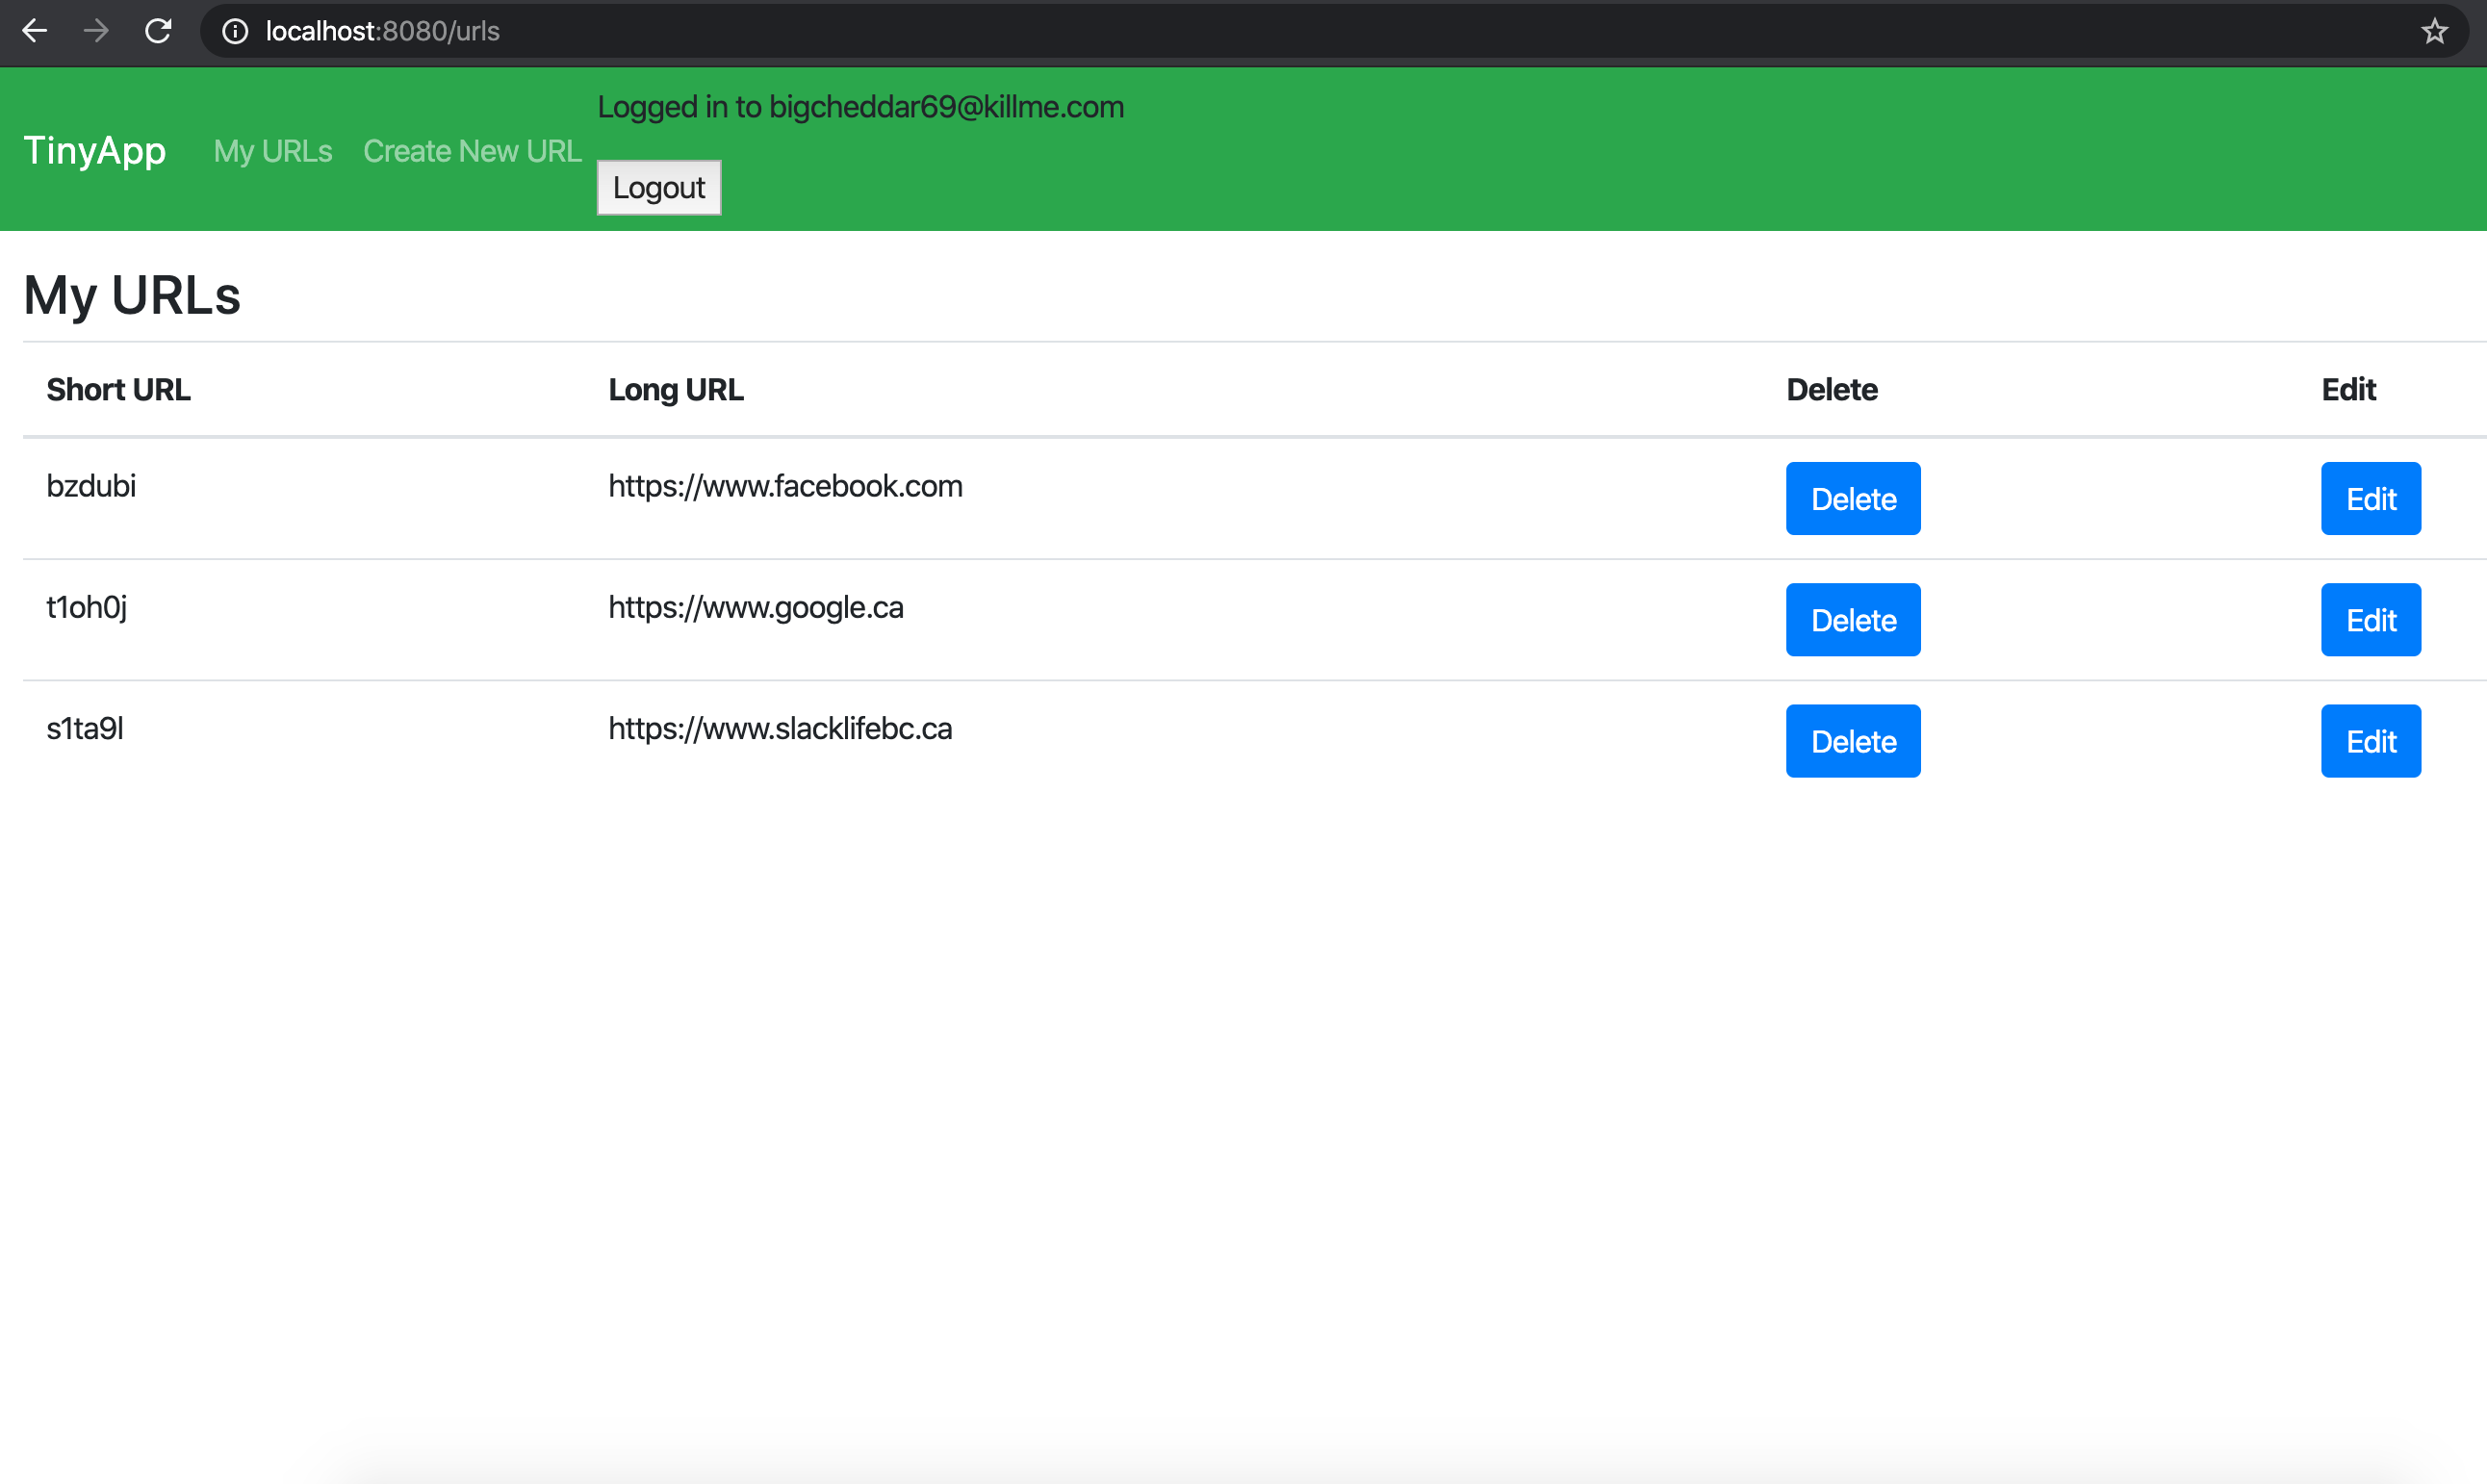 localhost:8080/urls
Logged in to bigcheddar69@killme.com
TinyApp My URLs Create New URL
Logout
My URLs
Short URL Long URL Delete Edit
bzdubi https://www.facebook.com Delete Edit
t1oh0j https://www.google.ca Delete Edit
s1ta9l https://www.slacklifebc.ca Delete Edit